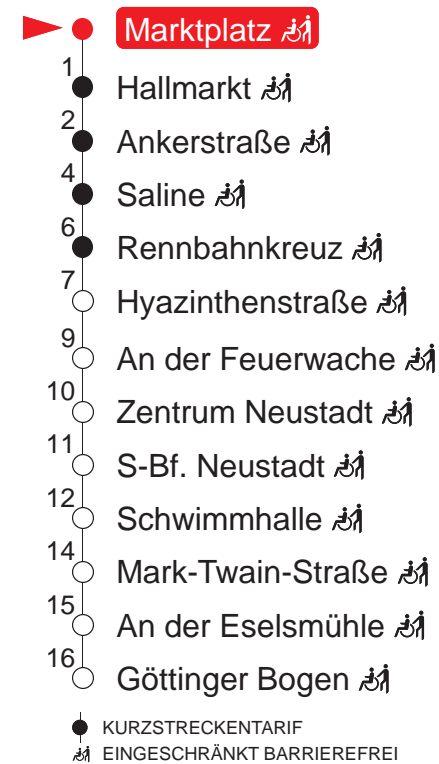 Marktplatz
1
Hallmarkt
2
Ankerstraße
4
Saline
6
Rennbahnkreuz
7
Hyazinthenstraße
9
An der Feuerwache
10
Zentrum Neustadt
11
S-Bf. Neustadt
12
Schwimmhalle
14
Mark-Twain-Straße
15
An der Eselsmühle
16
Göttinger Bogen
KURZSTRECKENTARIF
EINGESCHRÄNKT BARRIEREFREI